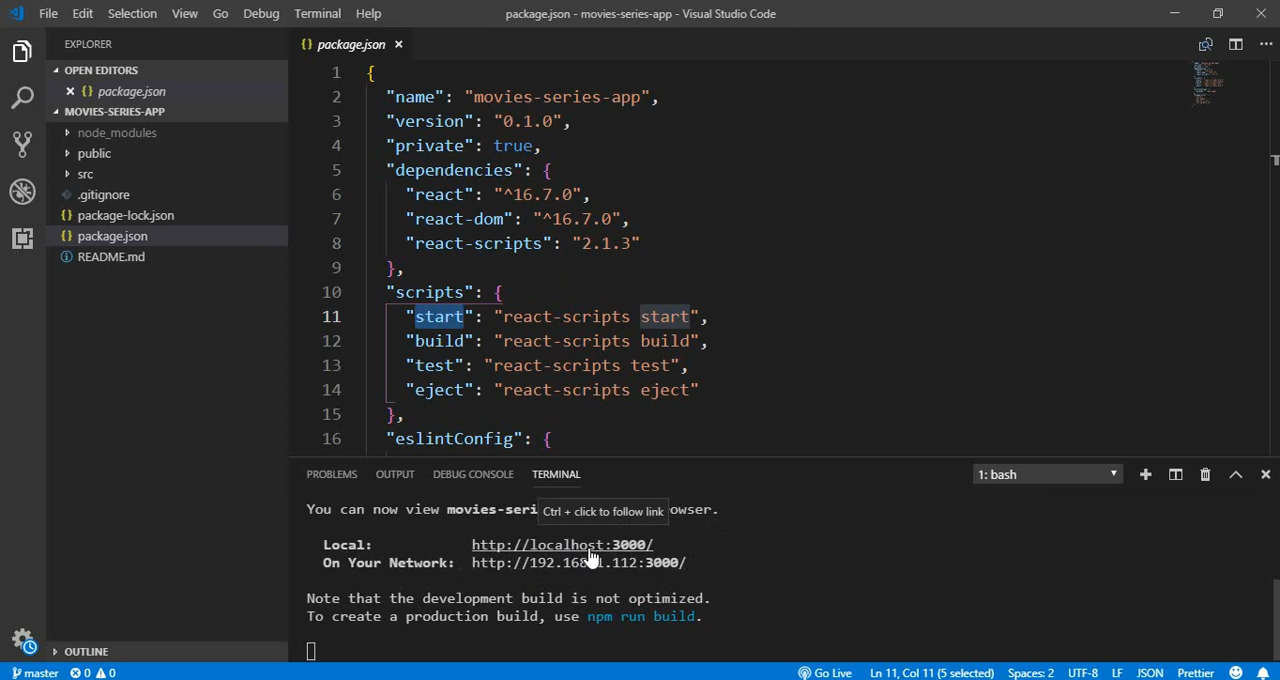 File Edit Selection View Go Debug Terminal Help
package.json - movies-series-app - Visual Studio Code
EXPLORER
OPEN EDITORS
{} package.json
MOVIES-SERIES-APP
node_modules
public
src
.gitignore
{} package-lock.json
{} package.json
README.md
OUTLINE
{} package.json
1 {
2 "name": "movies-series-app",
3 "version": "0.1.0",
4 "private": true,
5 "dependencies": {
6 "react": "^16.7.0",
7 "react-dom": "^16.7.0",
8 "react-scripts": "2.1.3"
9 },
10 "scripts": {
11 "start": "react-scripts start",
12 "build": "react-scripts build",
13 "test": "react-scripts test",
14 "eject": "react-scripts eject"
15 },
16 "eslintConfig": {
PROBLEMS OUTPUT DEBUG CONSOLE TERMINAL 1: bash
You can now view movies-seri owser.
Ctrl + click to follow link
Local: http://localhost:3000/
On Your Network: http://192.168.1.112:3000/
Note that the development build is not optimized.
To create a production build, use npm run build.
master 0 0 Go Live Ln 11, Col 11 (5 selected) Spaces: 2 UTF-8 LF JSON Prettier